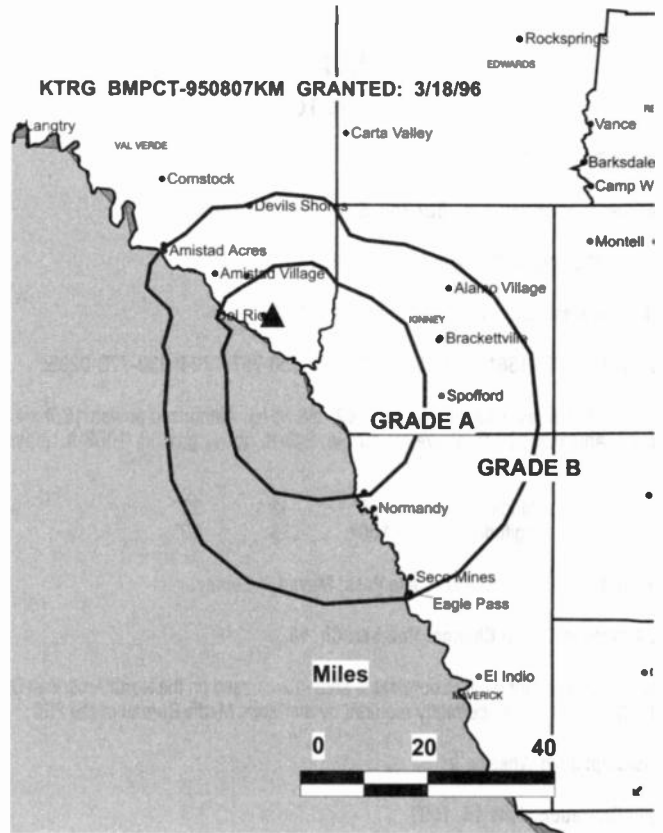 Rocksprings
EDWARDS
KTRG BMPCT-950807KM GRANTED: 3/18/96
Langtry
Vance
Carta Valley
VAL VERDE
Barksdale
Comstock
Camp W
Devils Shores
Montell
Amistad Acres
Amistad Village
Alamo Village
Del Rio
KINNEY
Brackettville
Spofford
GRADE A
GRADE B
Normandy
Seco Mines
Eagle Pass
Miles
El Indio
MAVERICK
0 20 40